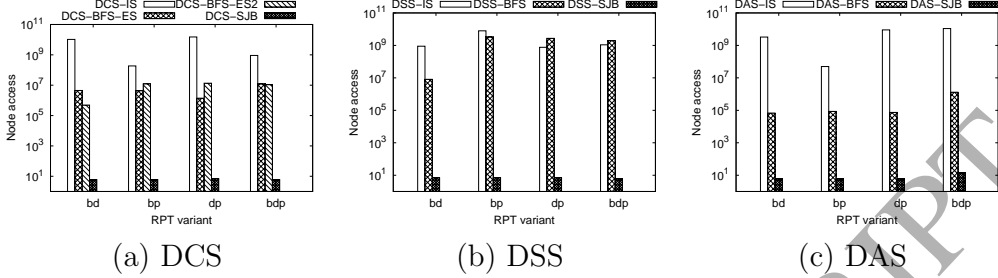 DCS-IS DCS-BFS-ES2
DCS-BFS-ES DCS-SJB
10^11
10^9
10^7
10^5
10^3
10^1
Node access
bd bp dp bdp
RPT variant
(a) DCS
DSS-IS DSS-BFS DSS-SJB
10^11
10^9
10^7
10^5
10^3
10^1
Node access
bd bp dp bdp
RPT variant
(b) DSS
DAS-IS DAS-BFS DAS-SJB
10^11
10^9
10^7
10^5
10^3
10^1
Node access
bd bp dp bdp
RPT variant
(c) DAS
RIPT